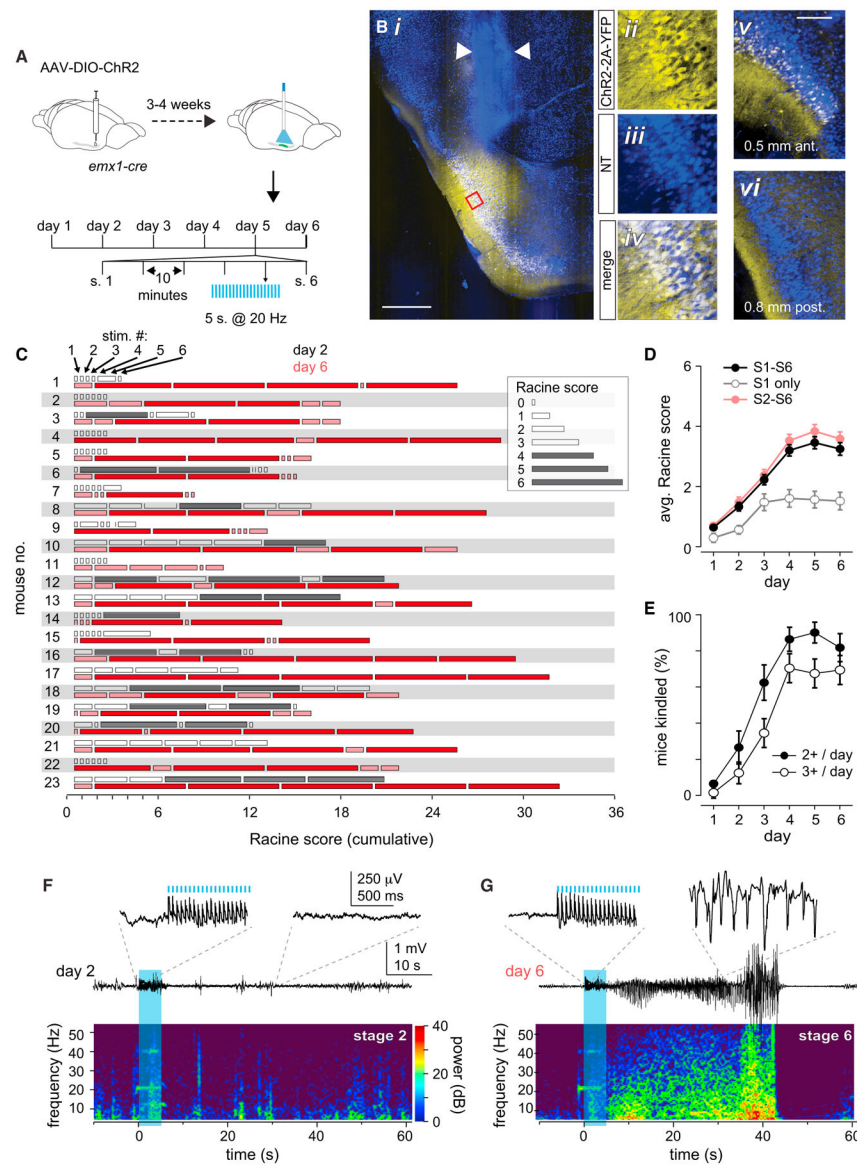 A
AAV-DIO-ChR2
3-4 weeks
emx1-cre
day 1 day 2 day 3 day 4 day 5 day 6
s. 1 10 s. 6
minutes
5 s. @ 20 Hz
B i
ChR2-2A-YFP
ii
NT
iii
merge
iv
v
0.5 mm ant.
vi
0.8 mm post.
C
stim. #:
1 2 3 4 5 6
day 2
day 6
Racine score
0
1
2
3
4
5
6
mouse no.
1
2
3
4
5
6
7
8
9
10
11
12
13
14
15
16
17
18
19
20
21
22
23
0 6 12 18 24 30 36
Racine score (cumulative)
D
S1-S6
S1 only
S2-S6
avg. Racine score
6
4
2
0
1 2 3 4 5 6
day
E
mice kindled (%)
100
80
60
40
20
0
2+ / day
3+ / day
1 2 3 4 5 6
day
F
250 µV
500 ms
1 mV
10 s
day 2
stage 2
frequency (Hz)
50
40
30
20
10
0 20 40 60
time (s)
40
30
20
10
0
power (dB)
G
day 6
stage 6
frequency (Hz)
50
40
30
20
10
0 20 40 60
time (s)